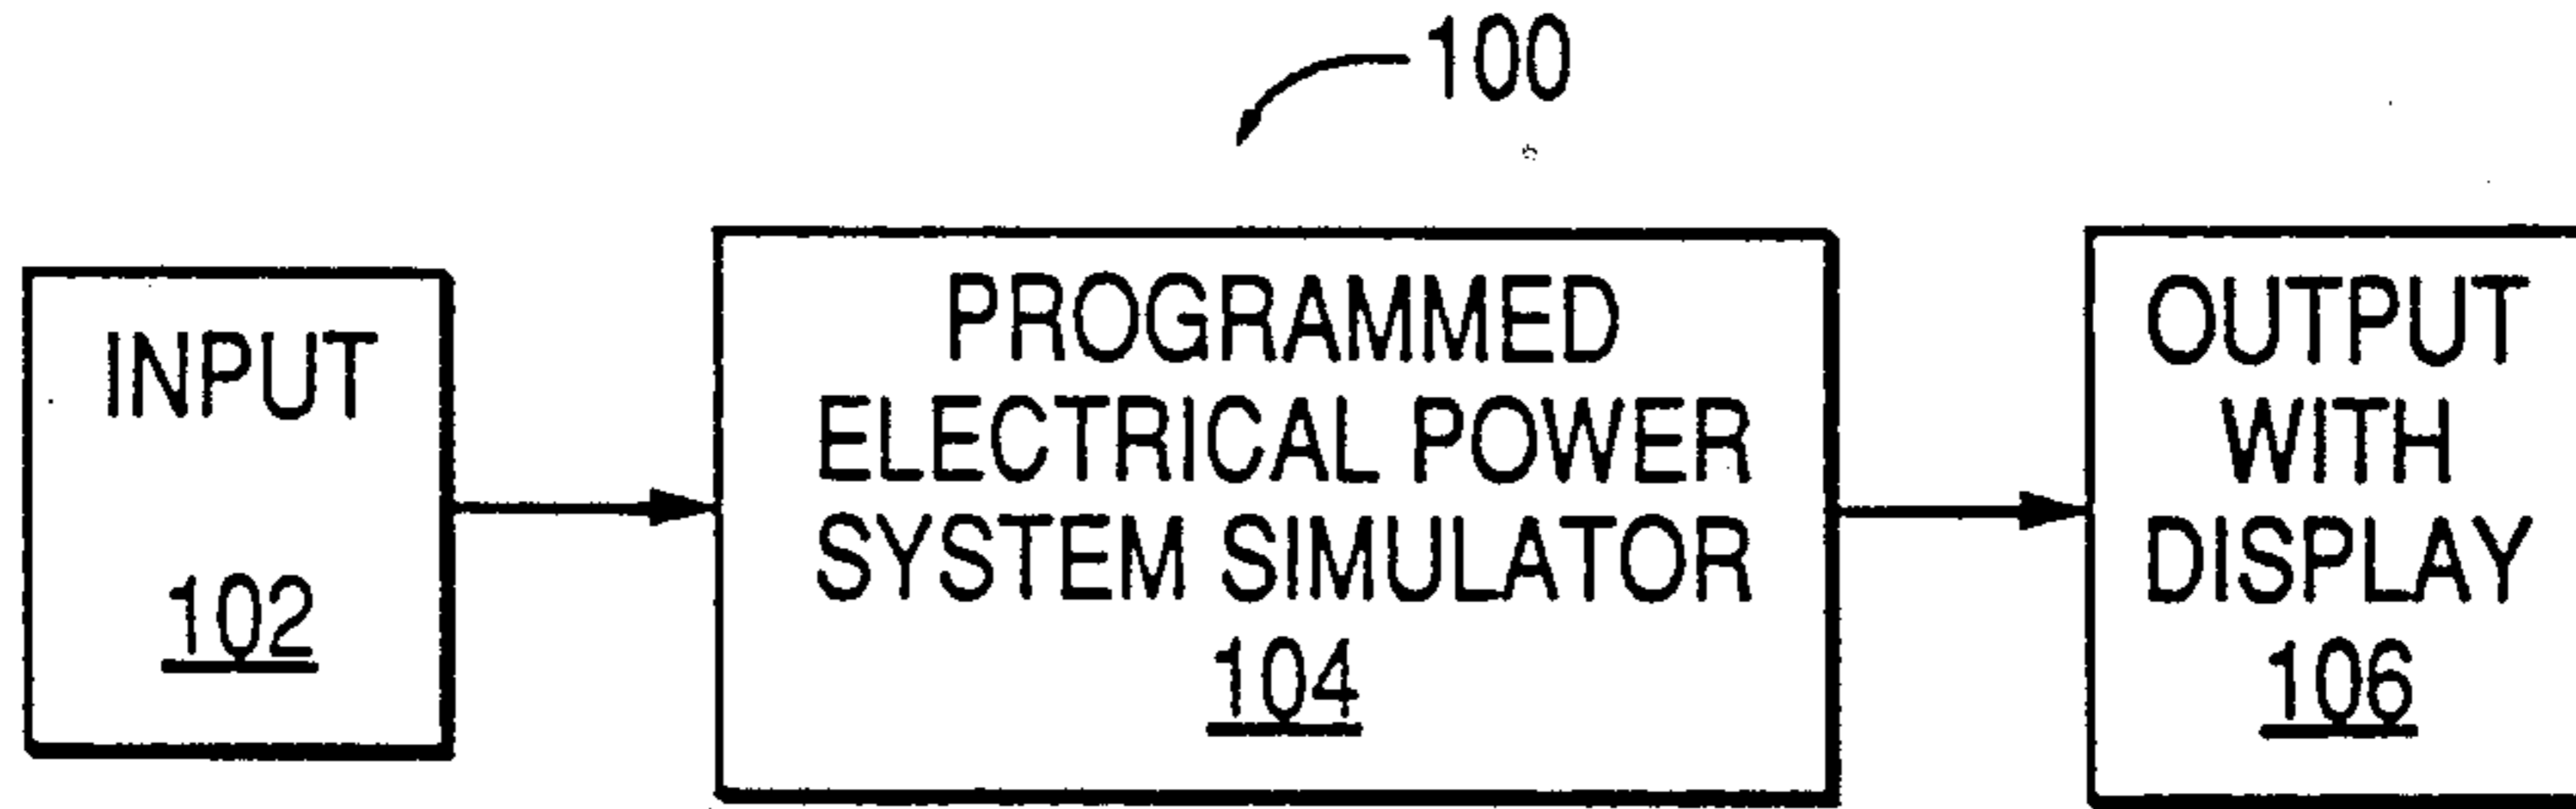 100
INPUT
102
PROGRAMMED
ELECTRICAL POWER
SYSTEM SIMULATOR
104
OUTPUT
WITH
DISPLAY
106